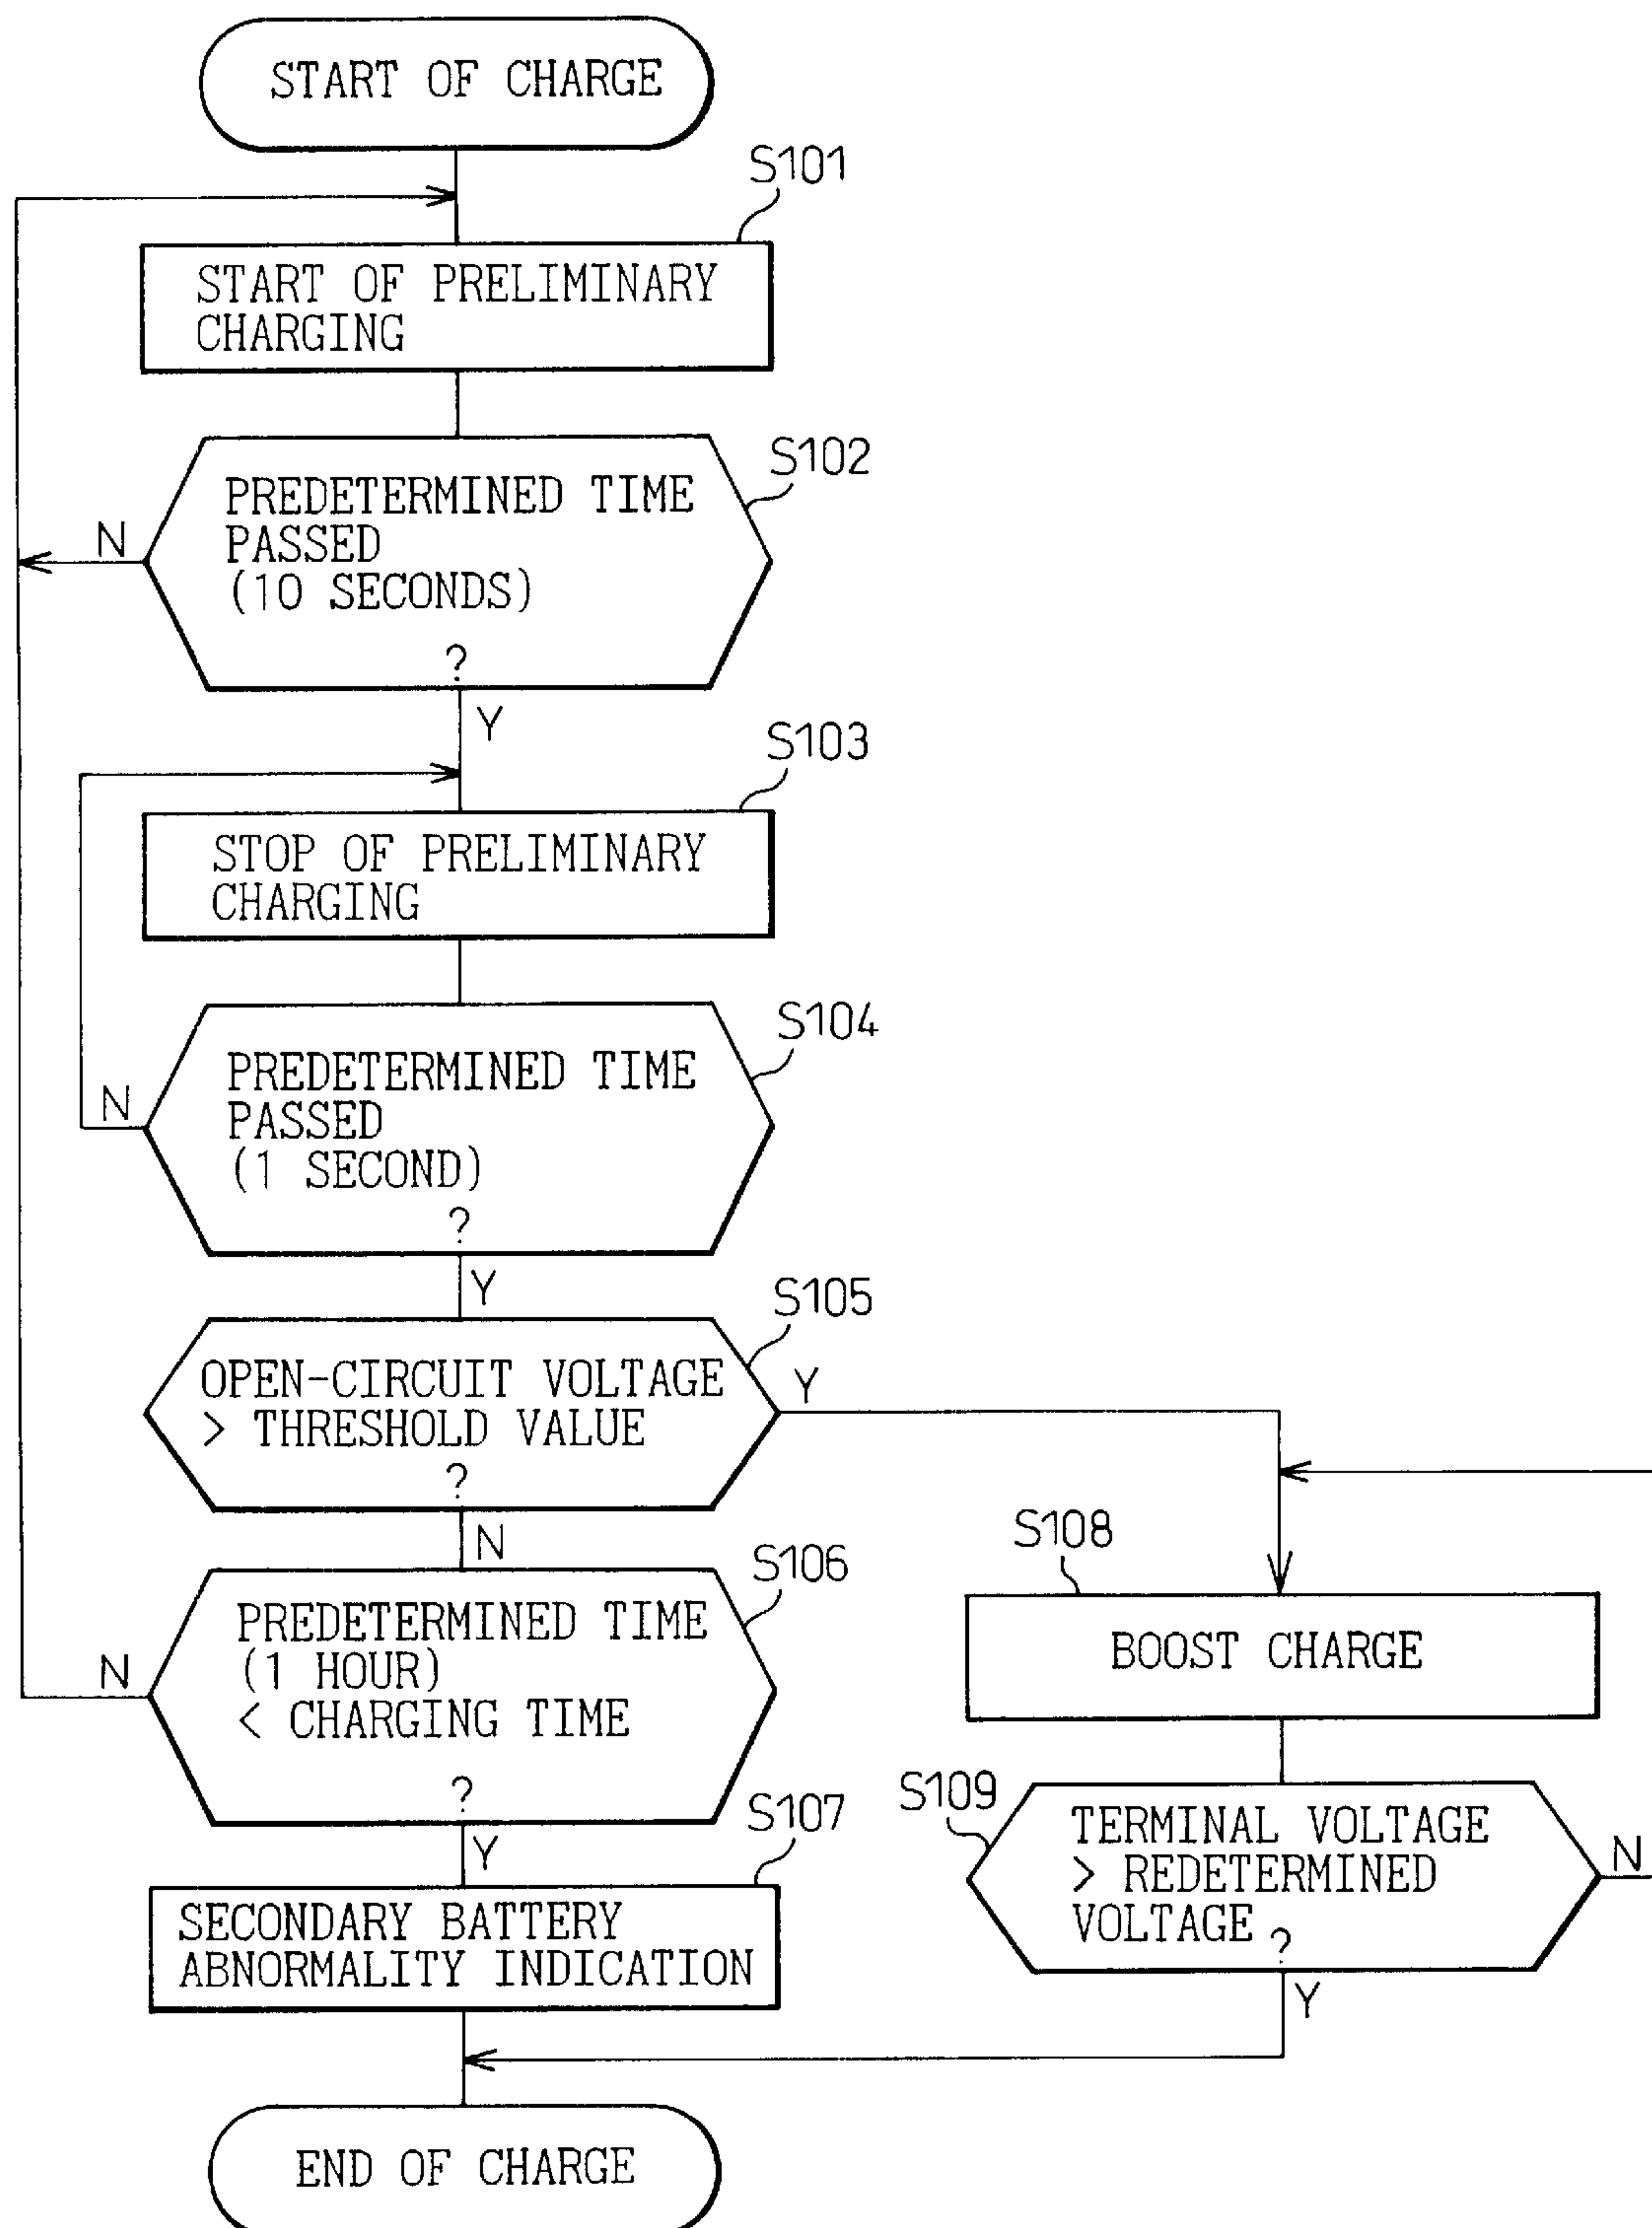 START OF CHARGE
S101
START OF PRELIMINARY
CHARGING
S102
PREDETERMINED TIME
PASSED
(10 SECONDS)
?
N
Y
S103
STOP OF PRELIMINARY
CHARGING
S104
PREDETERMINED TIME
PASSED
(1 SECOND)
?
N
Y
S105
OPEN-CIRCUIT VOLTAGE
> THRESHOLD VALUE
?
Y
N
S106
PREDETERMINED TIME
(1 HOUR)
< CHARGING TIME
?
N
Y
S107
SECONDARY BATTERY
ABNORMALITY INDICATION
S108
BOOST CHARGE
S109
TERMINAL VOLTAGE
> REDETERMINED
VOLTAGE
?
N
Y
END OF CHARGE